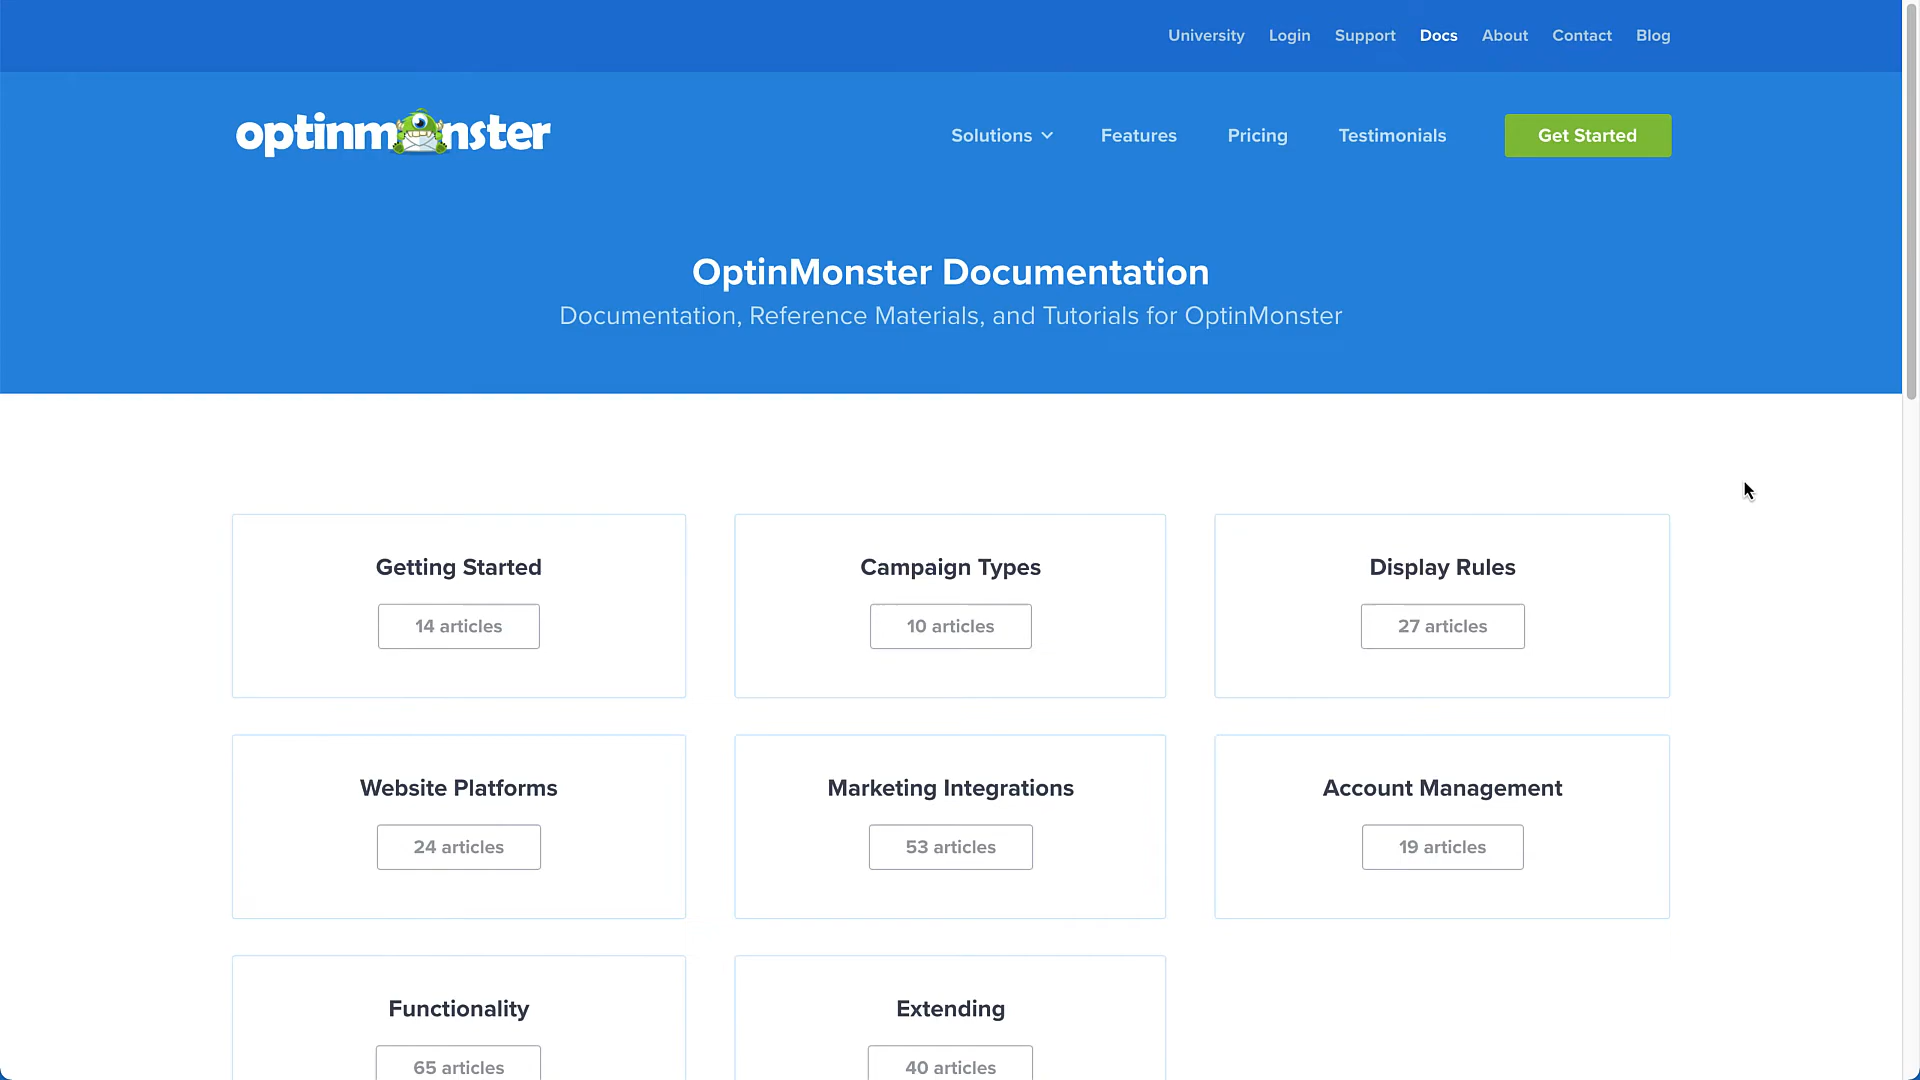 University Login Support Docs About Contact Blog
optinmonster Solutions Features Pricing Testimonials Get Started
OptinMonster Documentation
Documentation, Reference Materials, and Tutorials for OptinMonster
Getting Started Campaign Types Display Rules
14 articles 10 articles 27 articles
Website Platforms Marketing Integrations Account Management
24 articles 53 articles 19 articles
Functionality Extending
65 articles 40 articles